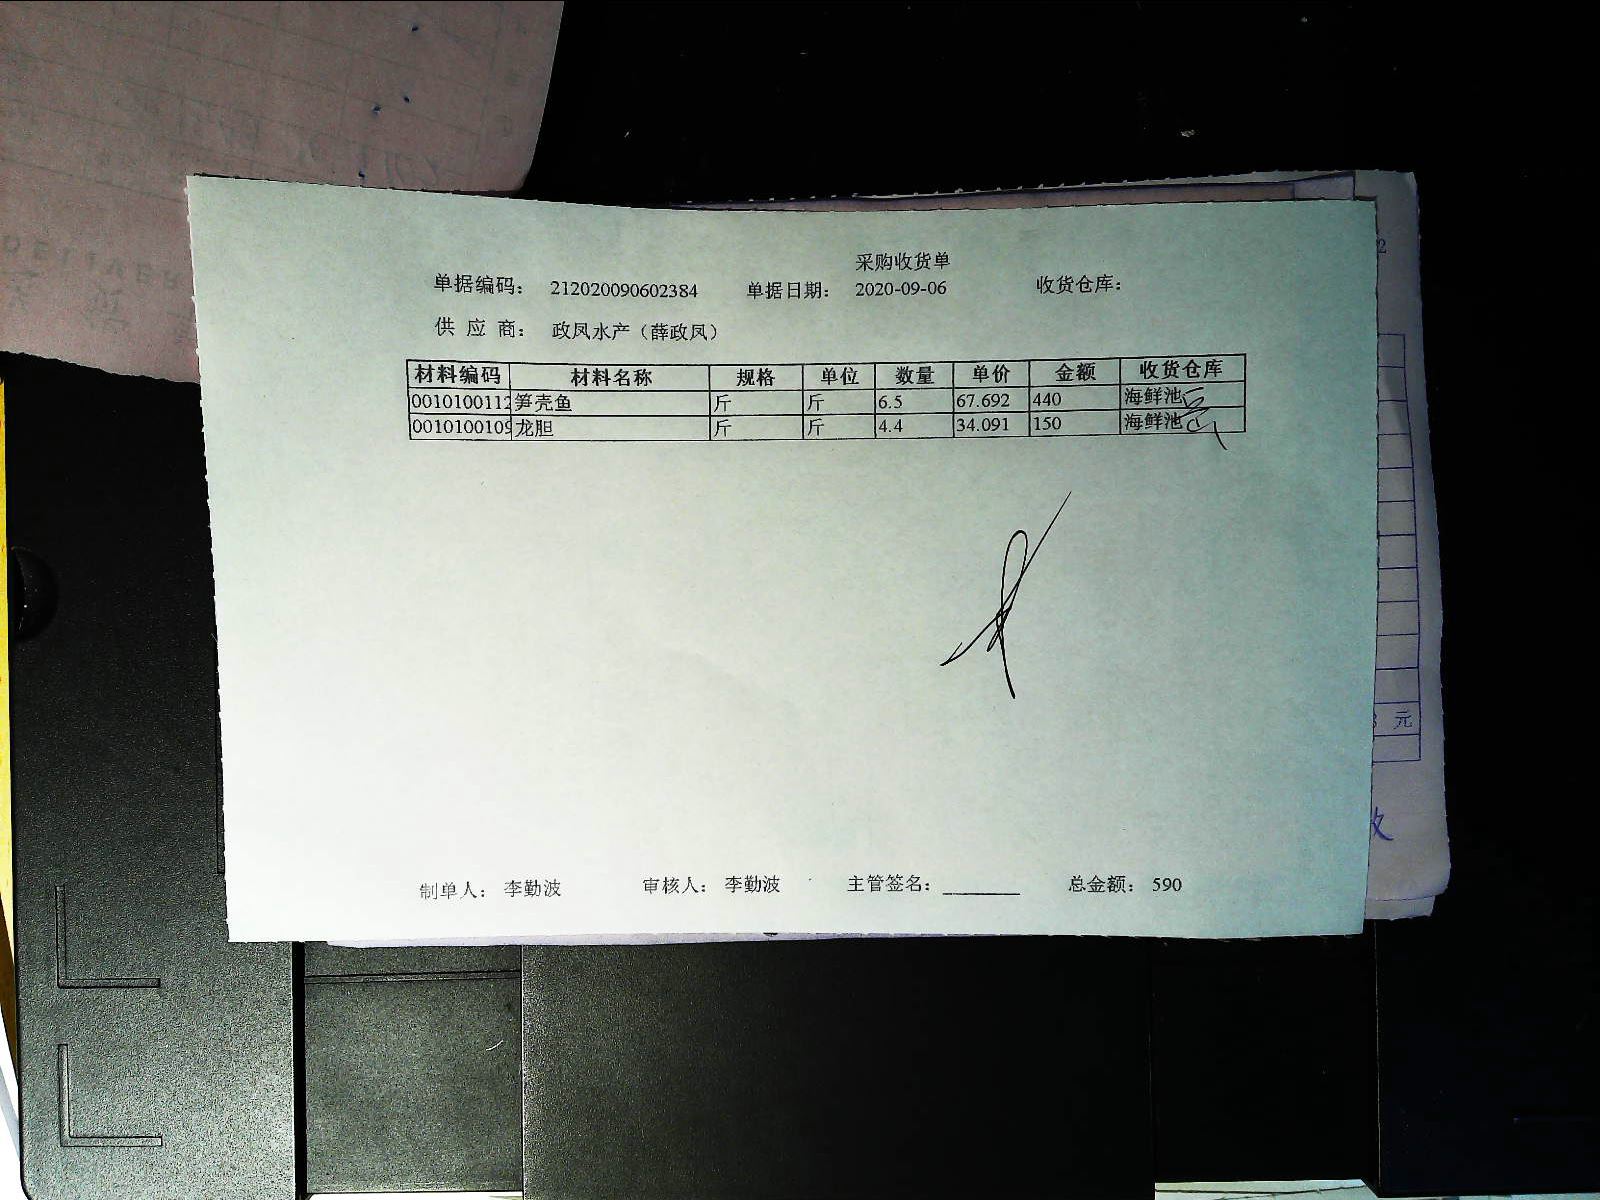 采购收货单
单据编码： 212020090602384 单据日期： 2020-09-06 收货仓库：
供 应 商： 政凤水产（薛政凤）
材料编码 材料名称 规格 单位 数量 单价 金额 收货仓库
0010100112 笋壳鱼 斤 斤 6.5 67.692 440 海鲜池
0010100109 龙胆 斤 斤 4.4 34.091 150 海鲜池
制单人： 李勤波 审核人： 李勤波 主管签名： 总金额： 590
元